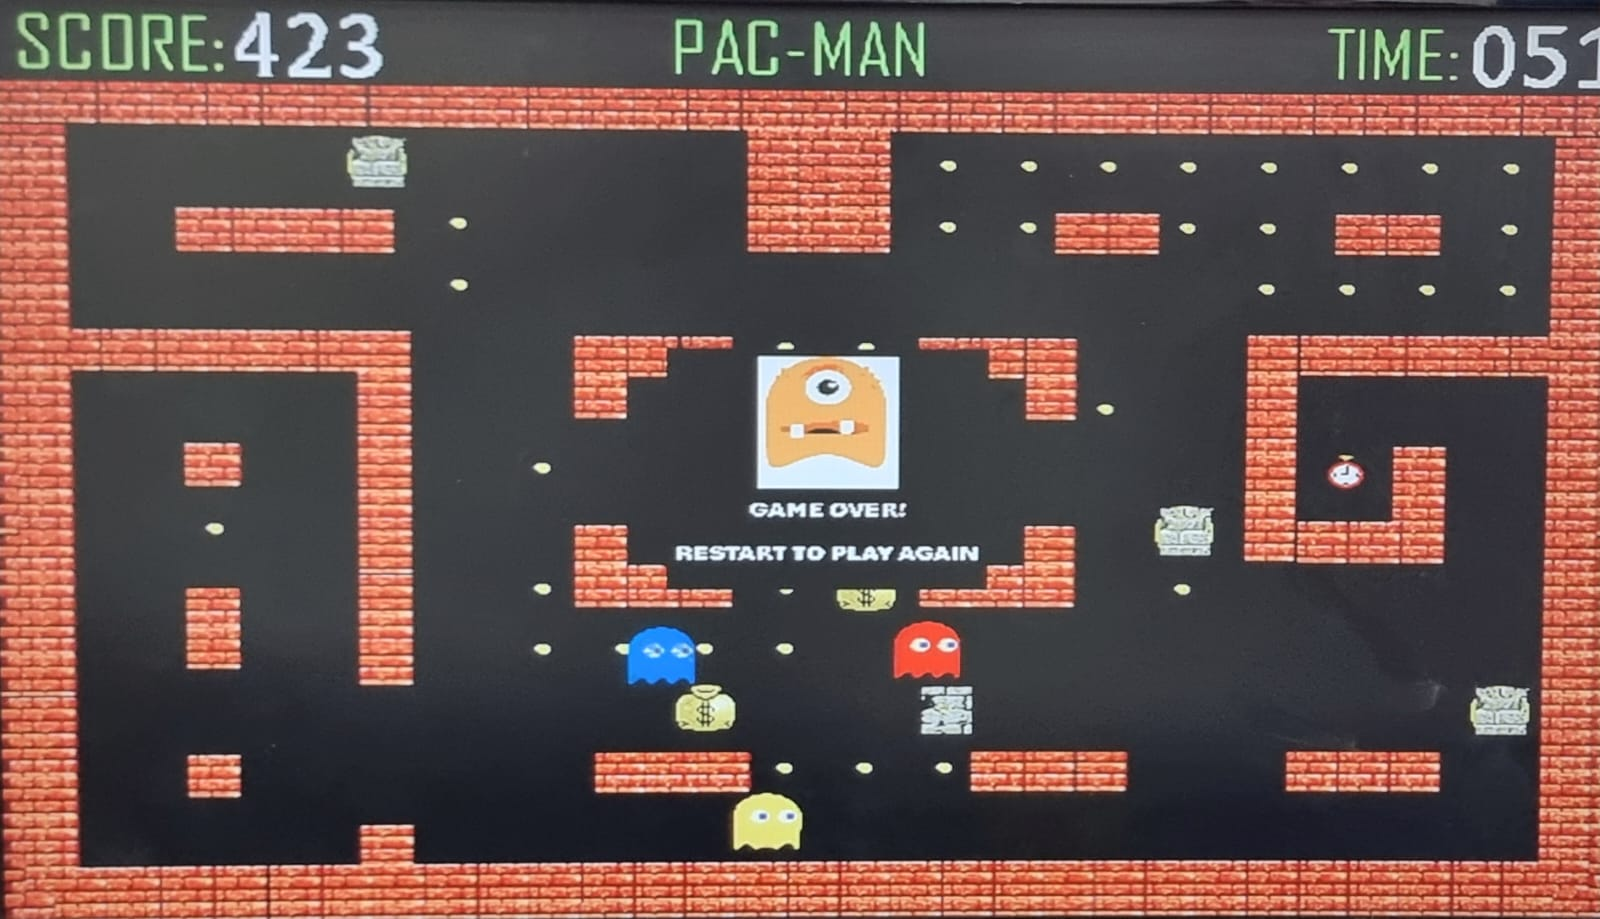 SCORE:423
PAC-MAN
TIME:051
GAME OVER!
RESTART TO PLAY AGAIN
$
$